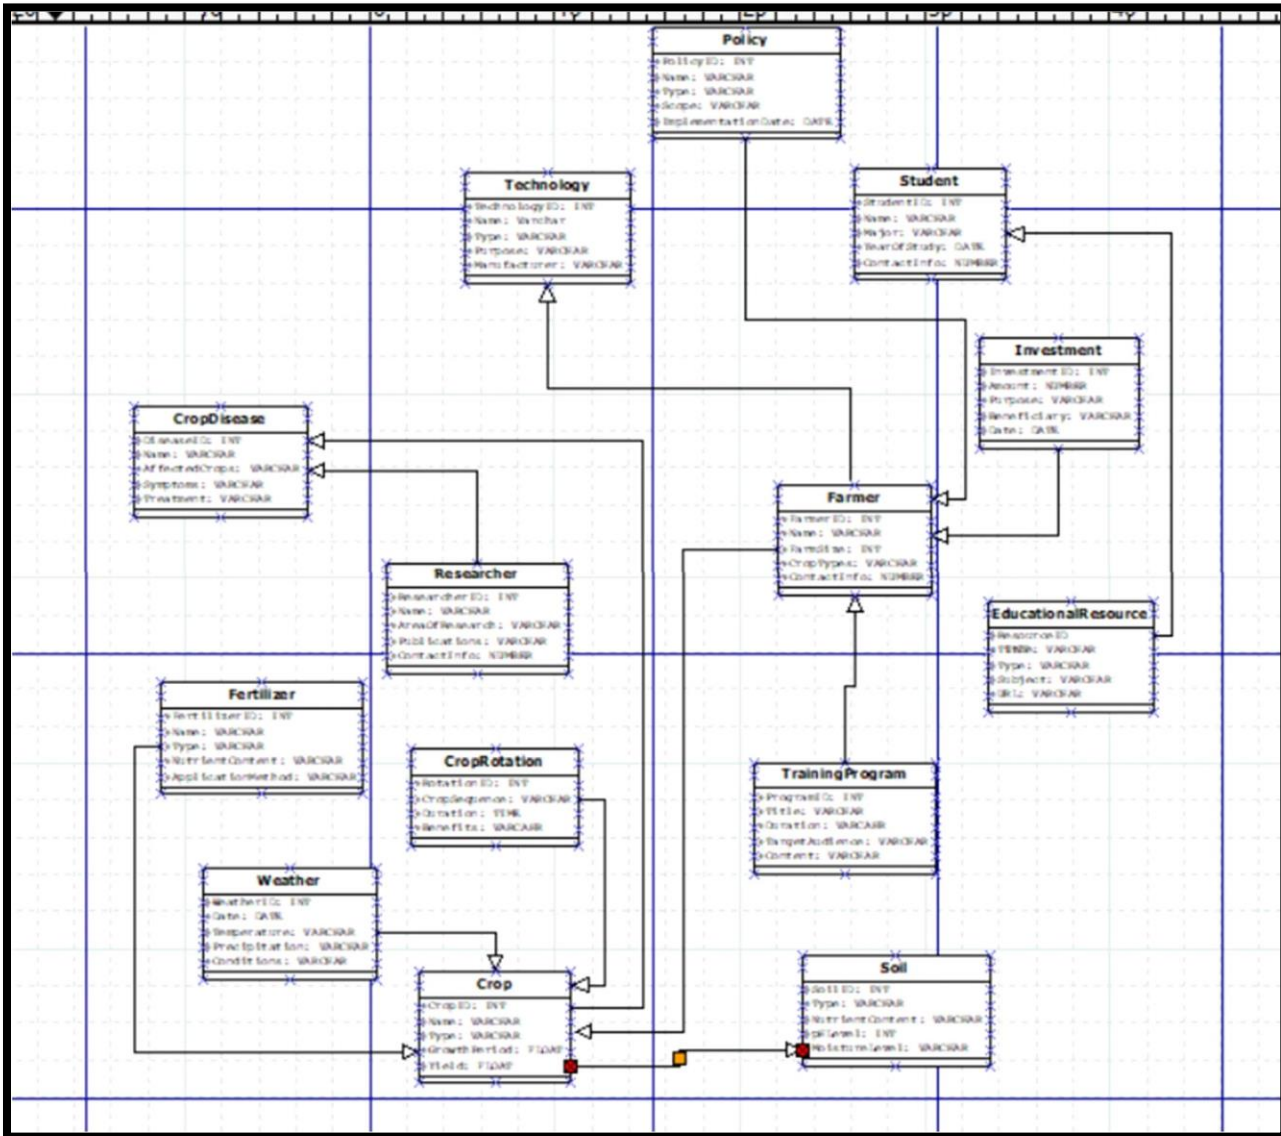 Policy
PolicyID: INT
Name: VARCHAR
Type: VARCHAR
Scope: VARCHAR
ImplementationDate: DATE
Technology
TechnologyID: INT
Name: Varchar
Type: VARCHAR
Purpose: VARCHAR
Manufacturer: VARCHAR
Student
StudentID: INT
Name: VARCHAR
Major: VARCHAR
YearOfStudy: DATE
ContactInfo: NUMBER
Investment
InvestmentID: INT
Amount: NUMBER
Purpose: VARCHAR
Beneficiary: VARCHAR
Date: DATE
CropDisease
DiseaseID: INT
Name: VARCHAR
AffectedCrops: VARCHAR
Symptoms: VARCHAR
Treatment: VARCHAR
Farmer
FarmerID: INT
Name: VARCHAR
FarmSize: INT
CropTypes: VARCHAR
ContactInfo: NUMBER
Researcher
ResearcherID: INT
Name: VARCHAR
AreaOfResearch: VARCHAR
Publications: VARCHAR
ContactInfo: NUMBER
EducationalResource
ResourceID
VARCHAR
Type: VARCHAR
Subject: VARCHAR
URL: VARCHAR
Fertilizer
FertilizerID: INT
Name: VARCHAR
Type: VARCHAR
NutrientContent: VARCHAR
ApplicationMethod: VARCHAR
CropRotation
RotationID: INT
CropSequence: VARCHAR
Duration: TIME
Benefits: VARCAHR
TrainingProgram
ProgramID: INT
Title: VARCHAR
Duration: VARCAHR
TargetAudience: VARCHAR
Content: VARCHAR
Weather
WeatherID: INT
Date: DATE
Temperature: VARCHAR
Precipitation: VARCHAR
Conditions: VARCHAR
Crop
CropID: INT
Name: VARCHAR
Type: VARCHAR
GrowthPeriod: FLOAT
Yield: FLOAT
Soil
SoilID: INT
Type: VARCHAR
NutrientContent: VARCHAR
pHLevel: INT
MoistureLevel: VARCHAR